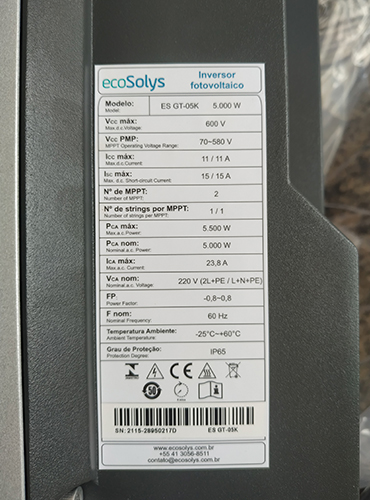 ecoSolys
Inversor
fotovoltaico
Modelo: ES GT-05K 5.000 W
Model:
Vcc máx: 600 V
Max.d.c.Voltage:
Vcc PMP: 70~580 V
MPPT Operating Voltage Range:
Icc máx: 11 / 11 A
Max.d.c.Current:
Isc máx: 15 / 15 A
Max. d.c. Short-circuit Current:
Nº de MPPT: 2
Number of MPPT:
Nº de strings por MPPT: 1 / 1
Number of strings per MPPT:
PCA máx: 5.500 W
Max.a.c. Power:
PCA nom: 5.000 W
Nominal.a.c. Power:
ICA máx: 23,8 A
Max.a.c. Current:
VCA nom: 220 V (2L+PE / L+N+PE)
Nominal.a.c. Voltage:
FP -0,8~0,8
Power Factor:
F nom: 60 Hz
Nominal Frequency:
Temperatura Ambiente: -25°C~+60°C
Ambient Temperature:
Grau de Proteção: IP65
Protection Degree:
SN: 2115-28950217D ES GT-05K
www.ecosolys.com.br
+55 41 3056-8511
contato@ecosolys.com.br